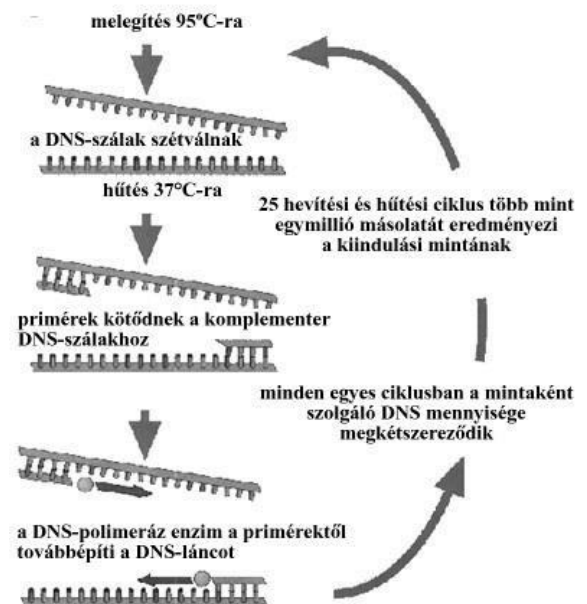 melegítés 95°C-ra
a DNS-szálak szétválnak
hűtés 37°C-ra
25 hevítési és hűtési ciklus több mint
egymillió másolatát eredményezi
a kiindulási mintának
primérek kötődnek a komplementer
DNS-szálakhoz
minden egyes ciklusban a mintaként
szolgáló DNS mennyisége
megkétszereződik
a DNS-polimeráz enzim a primérektől
továbbépíti a DNS-láncot